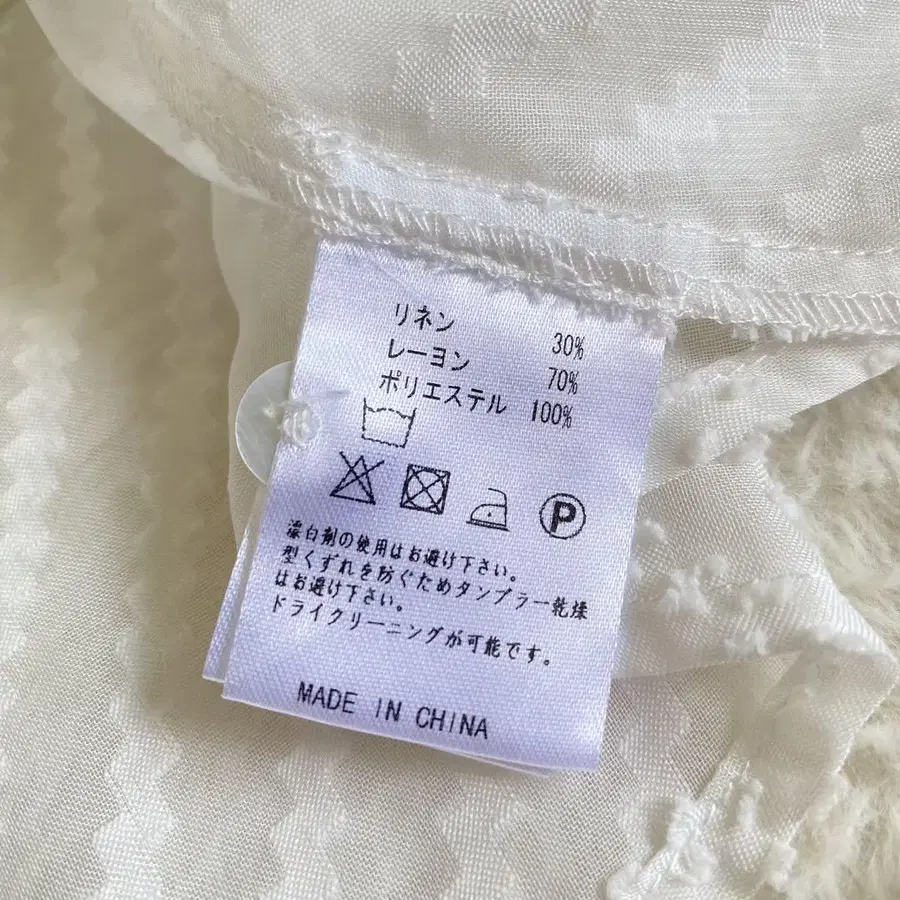 リネン 30%
レーヨン 70%
ポリエステル 100%
P
漂白剤の使用はお避け下さい。
型くずれを防ぐためタンブラー乾燥
はお避け下さい。
ドライクリーニングが可能です。
MADE IN CHINA